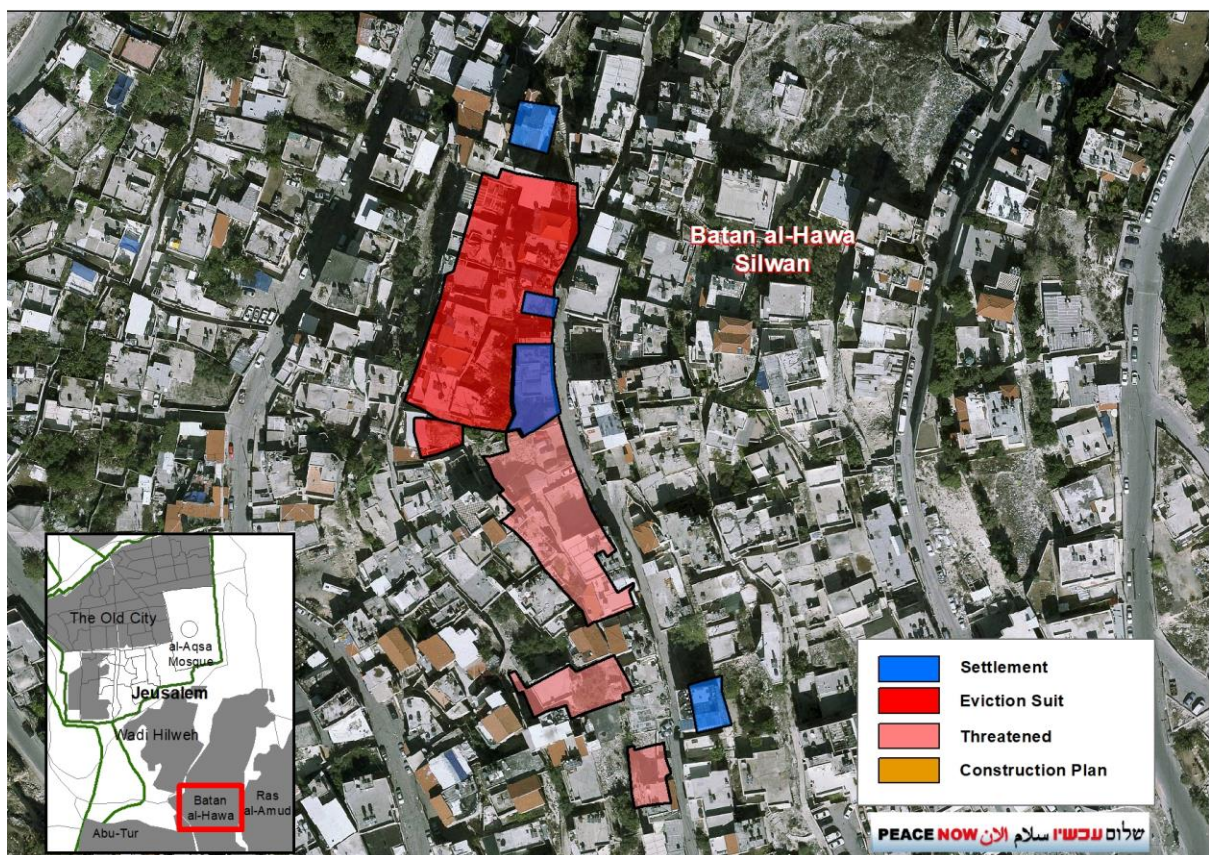 Batan al-Hawa
Silwan
The Old City
al-Aqsa
Mosque
Jeusalem
Wadi Hilweh
Batan
al-Hawa
Ras
al-Amud
Abu-Tur
Settlement
Eviction Suit
Threatened
Construction Plan
PEACE NOW سلام الان שלום עכשיו